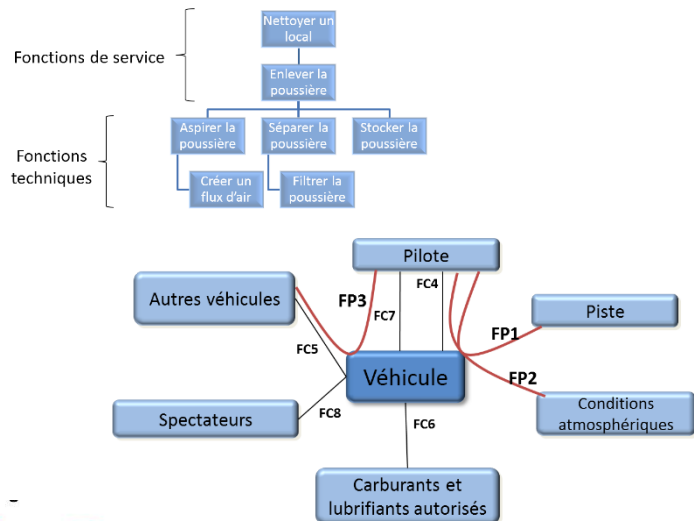 Nettoyer un
local
Fonctions de service
Enlever la
poussière
Aspirer la
poussière
Séparer la
poussière
Stocker la
poussière
Fonctions
techniques
Créer un
flux d'air
Filtrer la
poussière
Pilote
Autres véhicules
FP3
FC7
FC4
Piste
FP1
FC5
Véhicule
FP2
Conditions
atmosphériques
Spectateurs
FC8
FC6
Carburants et
lubrifiants autorisés